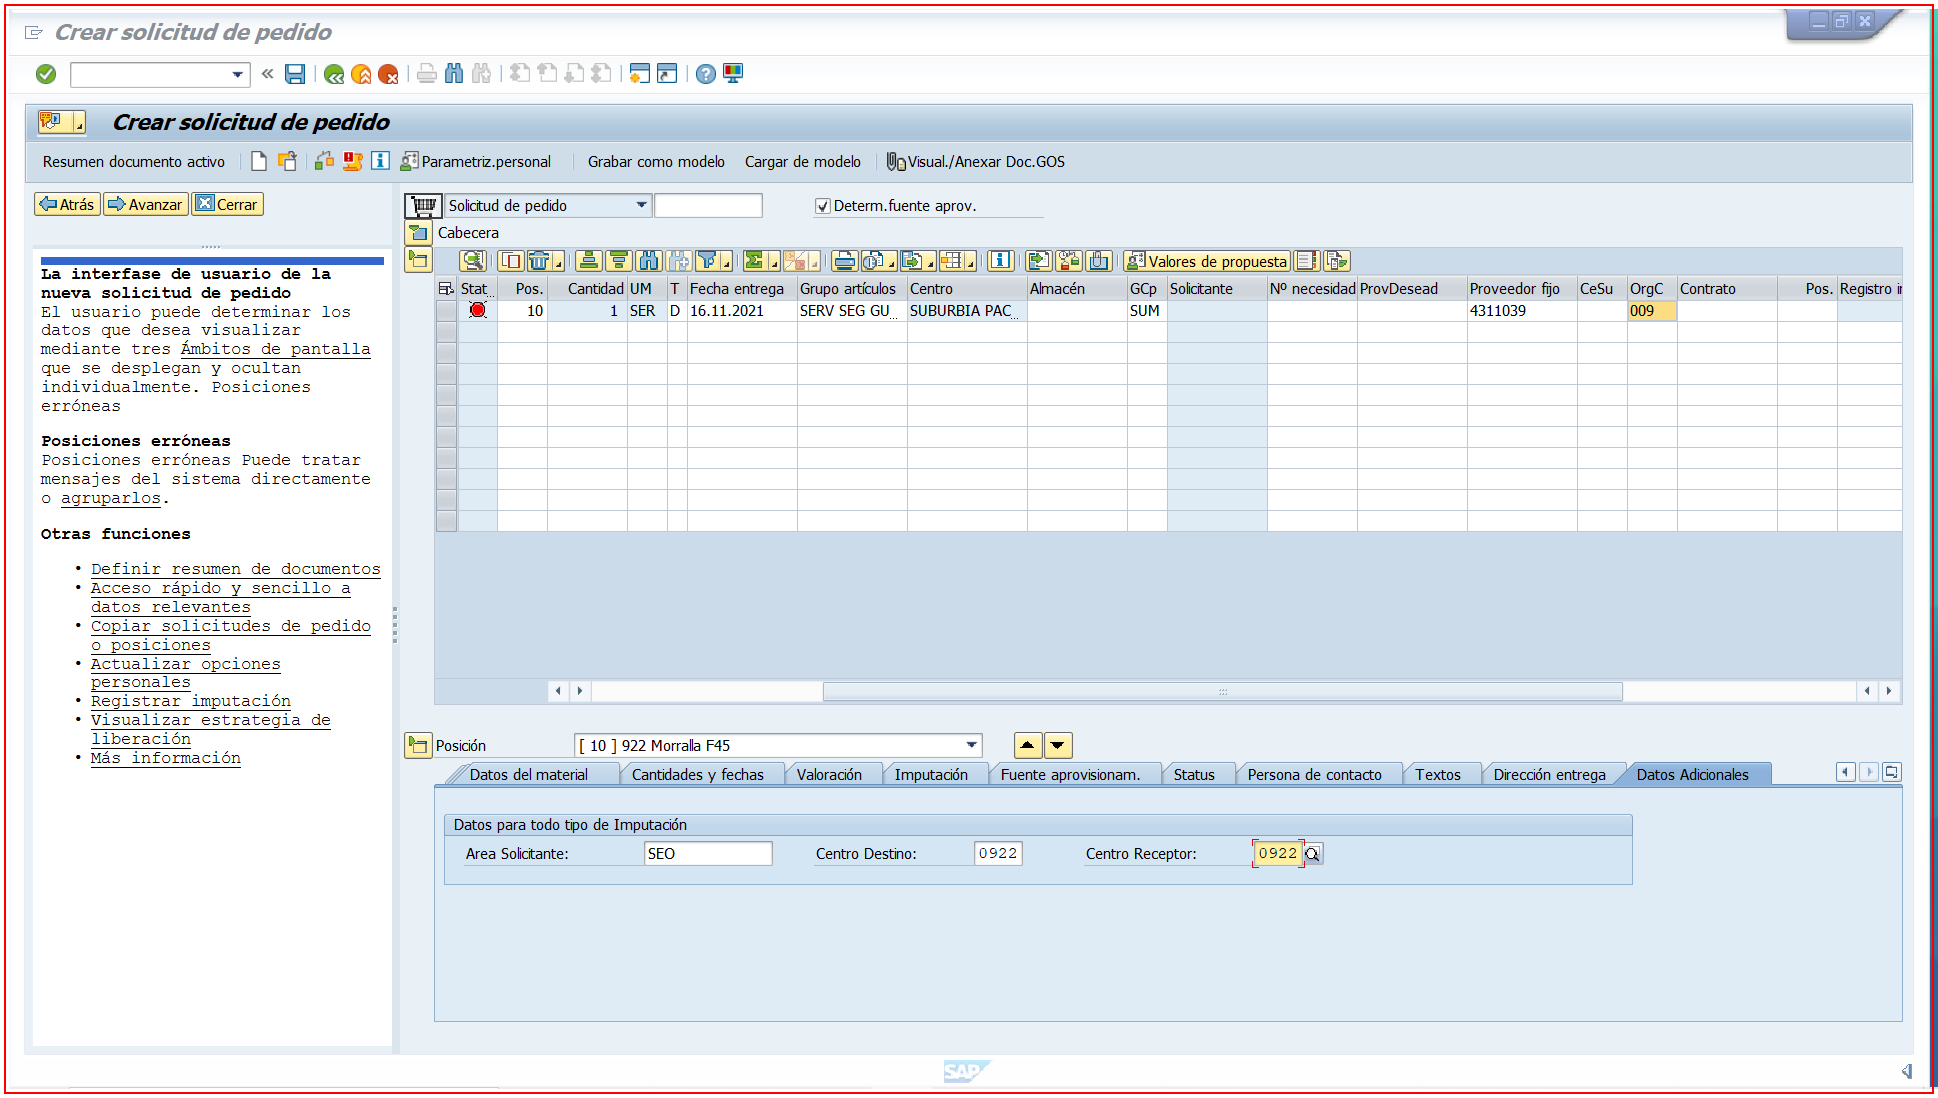 Crear solicitud de pedido
Crear solicitud de pedido
Resumen documento activo
Parametriz.personal
Grabar como modelo
Cargar de modelo
Visual./Anexar Doc.GOS
Atrás
Avanzar
Cerrar
La interfase de usuario de la
nueva solicitud de pedido
El usuario puede determinar los
datos que desea visualizar
mediante tres Ámbitos de pantalla
que se desplegan y ocultan
individualmente. Posiciones
erróneas
Posiciones erróneas
Posiciones erróneas Puede tratar
mensajes del sistema directamente
o agruparlos.
Otras funciones
• Definir resumen de documentos
• Acceso rápido y sencillo a
datos relevantes
• Copiar solicitudes de pedido
o posiciones
• Actualizar opciones
personales
• Registrar imputación
• Visualizar estrategia de
liberación
• Más información
Solicitud de pedido
Determ.fuente aprov.
Cabecera
Valores de propuesta
Stat.. Pos. Cantidad UM T Fecha entrega Grupo artículos Centro Almacén GCp Solicitante Nº necesidad ProvDesead Proveedor fijo CeSu OrgC Contrato Pos. Registro in
10 1 SER D 16.11.2021 SERV SEG GU... SUBURBIA PAC... SUM 4311039 009
Posición
[ 10 ] 922 Morralla F45
Datos del material
Cantidades y fechas
Valoración
Imputación
Fuente aprovisionam.
Status
Persona de contacto
Textos
Dirección entrega
Datos Adicionales
Datos para todo tipo de Imputación
Area Solicitante: SEO
Centro Destino: 0922
Centro Receptor: 0922
SAP